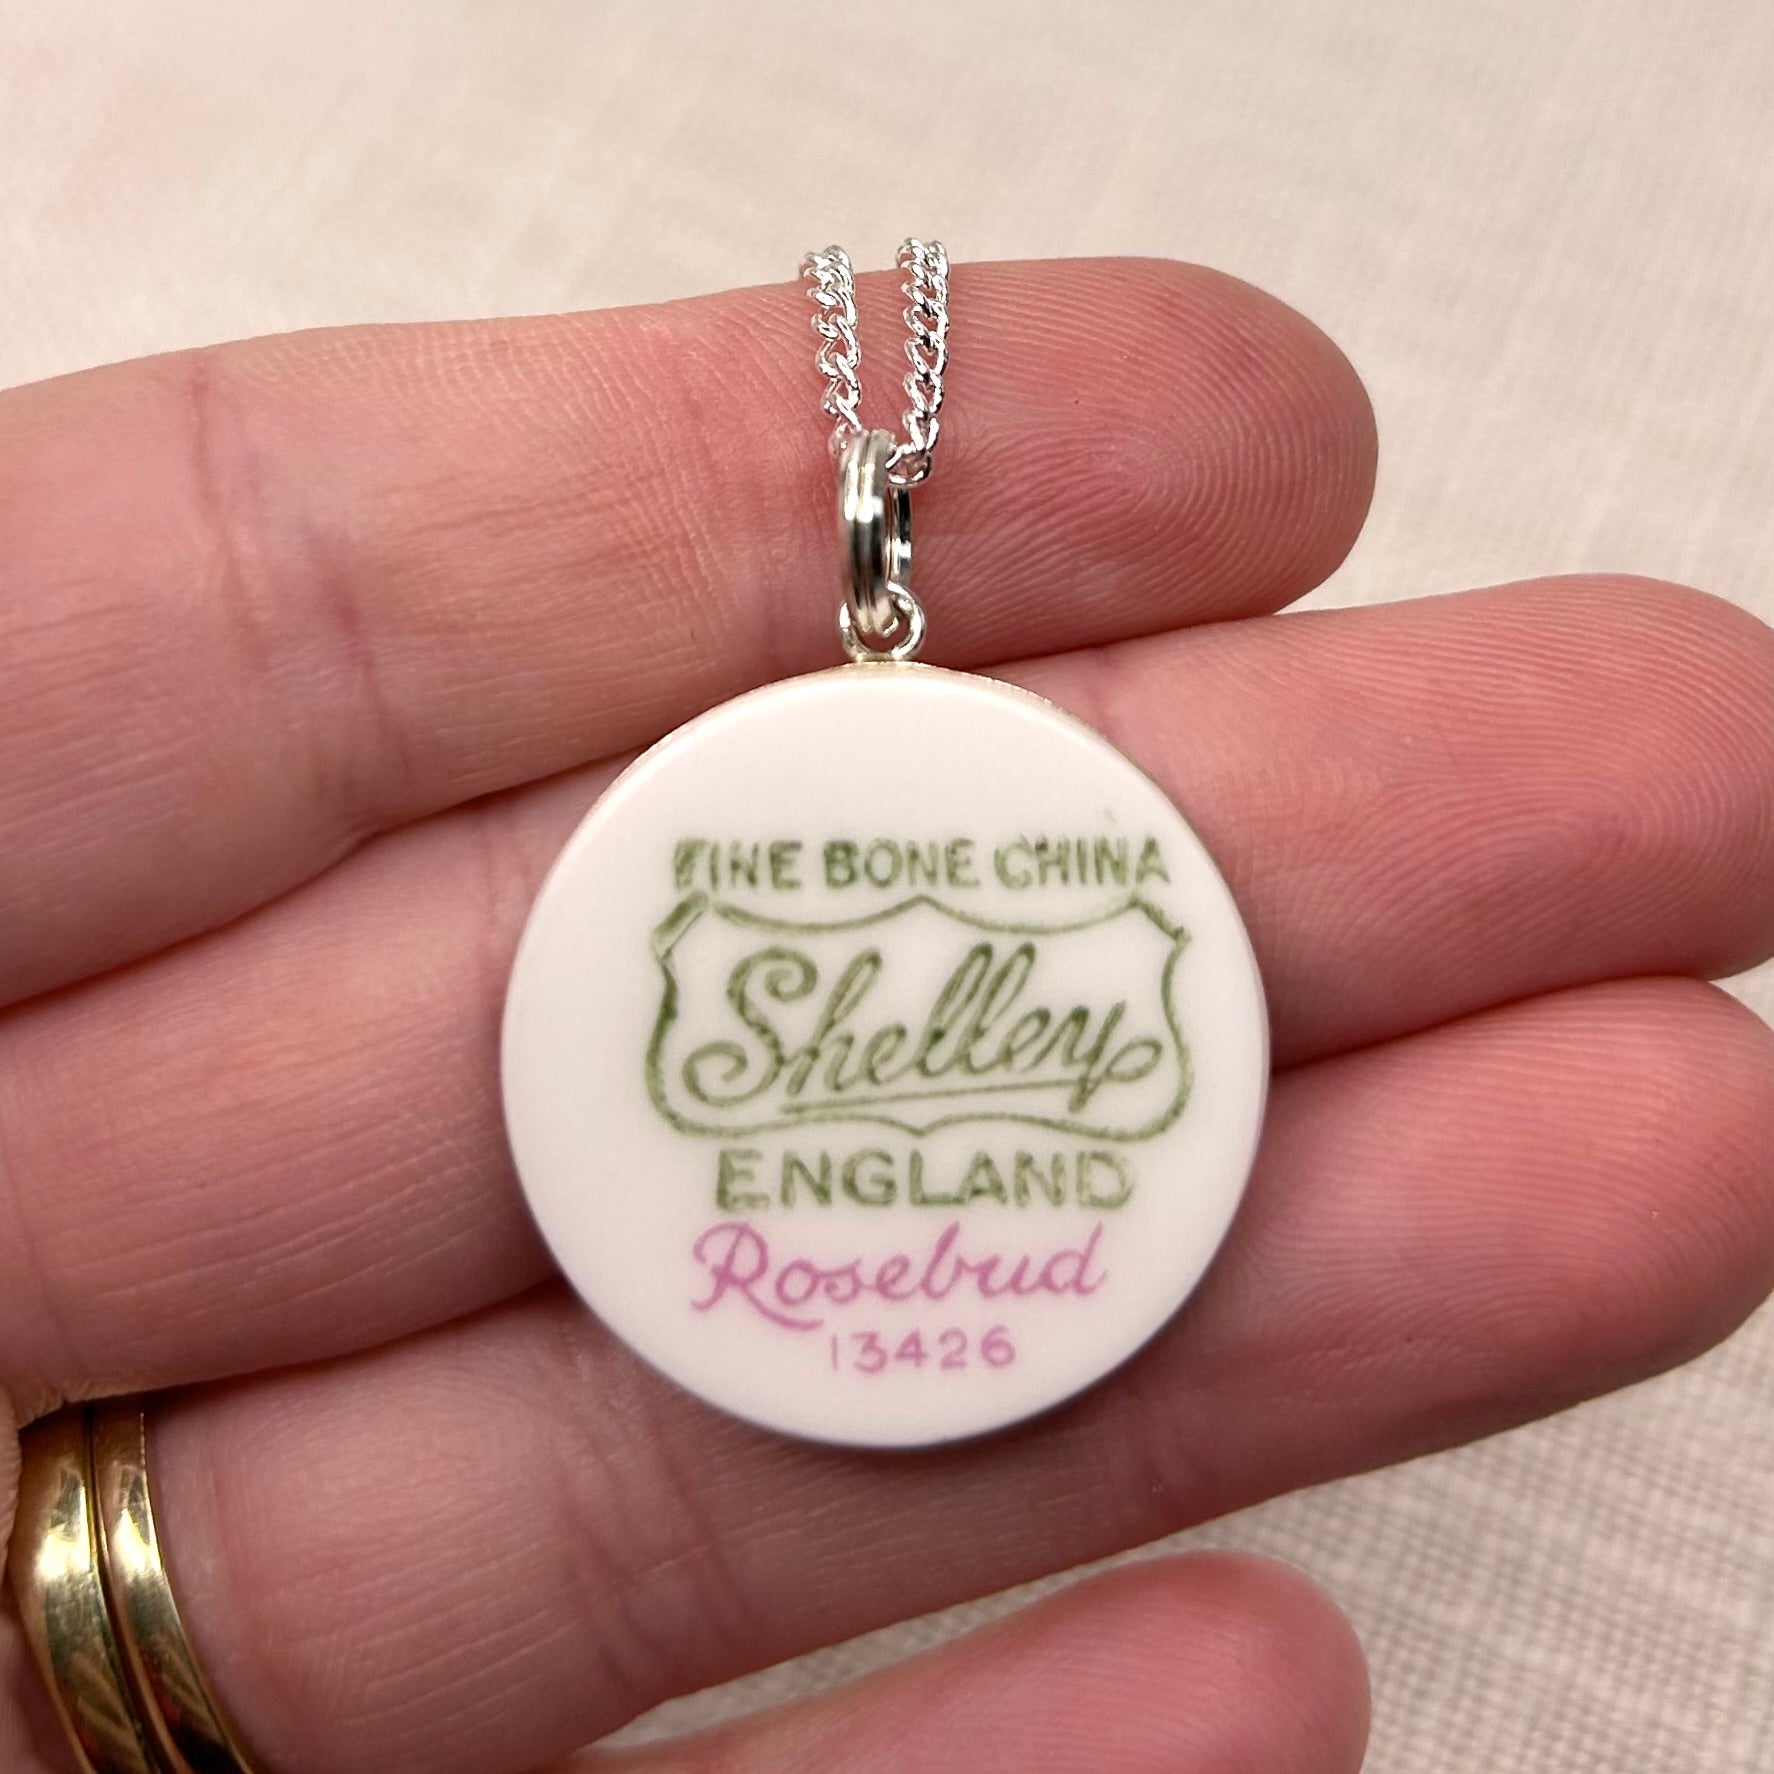 FINE BONE CHINA
Shelley
ENGLAND
Rosebud
13426